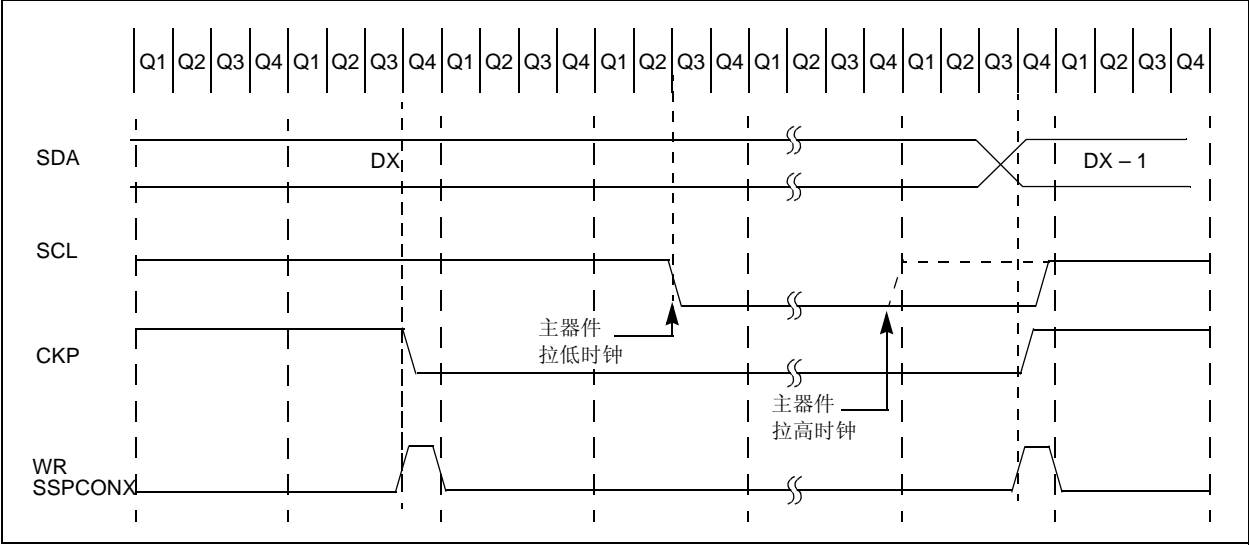 Q1 Q2 Q3 Q4 Q1 Q2 Q3 Q4 Q1 Q2 Q3 Q4 Q1 Q2 Q3 Q4 Q1 Q2 Q3 Q4 Q1 Q2 Q3 Q4 Q1 Q2 Q3 Q4
SDA
DX
DX – 1
SCL
主器件
拉低时钟
CKP
主器件
拉高时钟
WR
SSPCONX